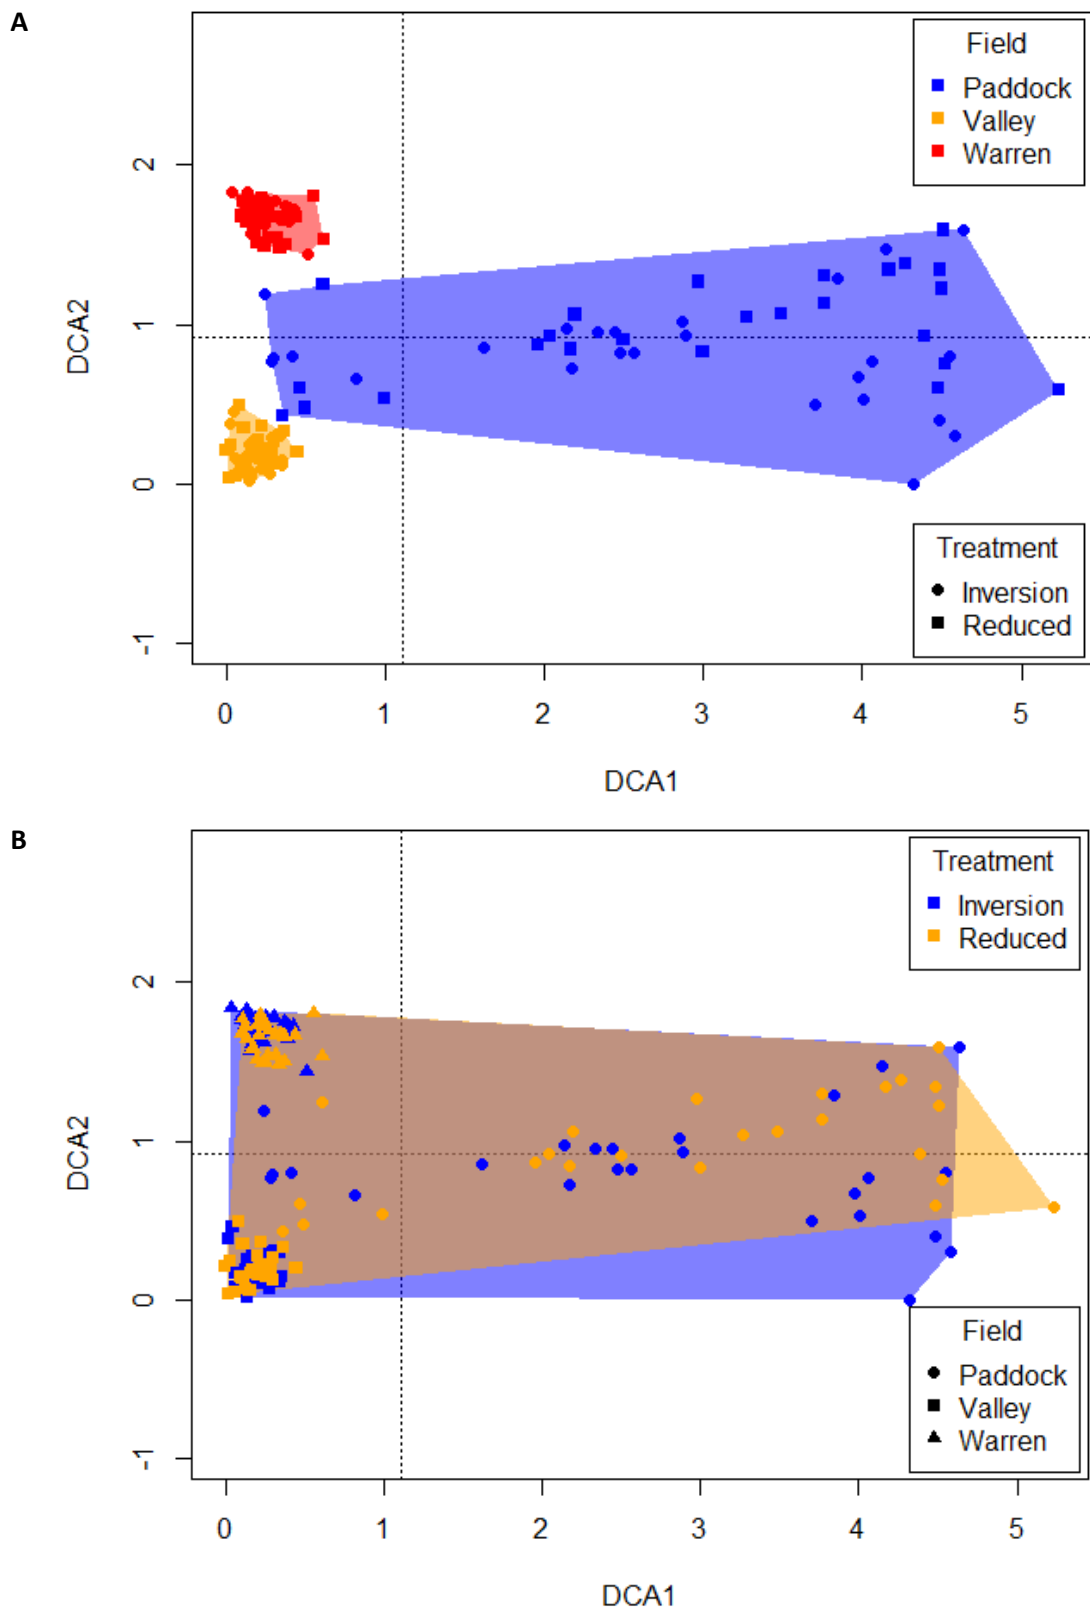 A
Field
Paddock
Valley
Warren
2
1
0
-1
DCA2
Treatment
Inversion
Reduced
0 1 2 3 4 5
DCA1
B
Treatment
Inversion
Reduced
2
1
0
-1
DCA2
Field
Paddock
Valley
Warren
0 1 2 3 4 5
DCA1